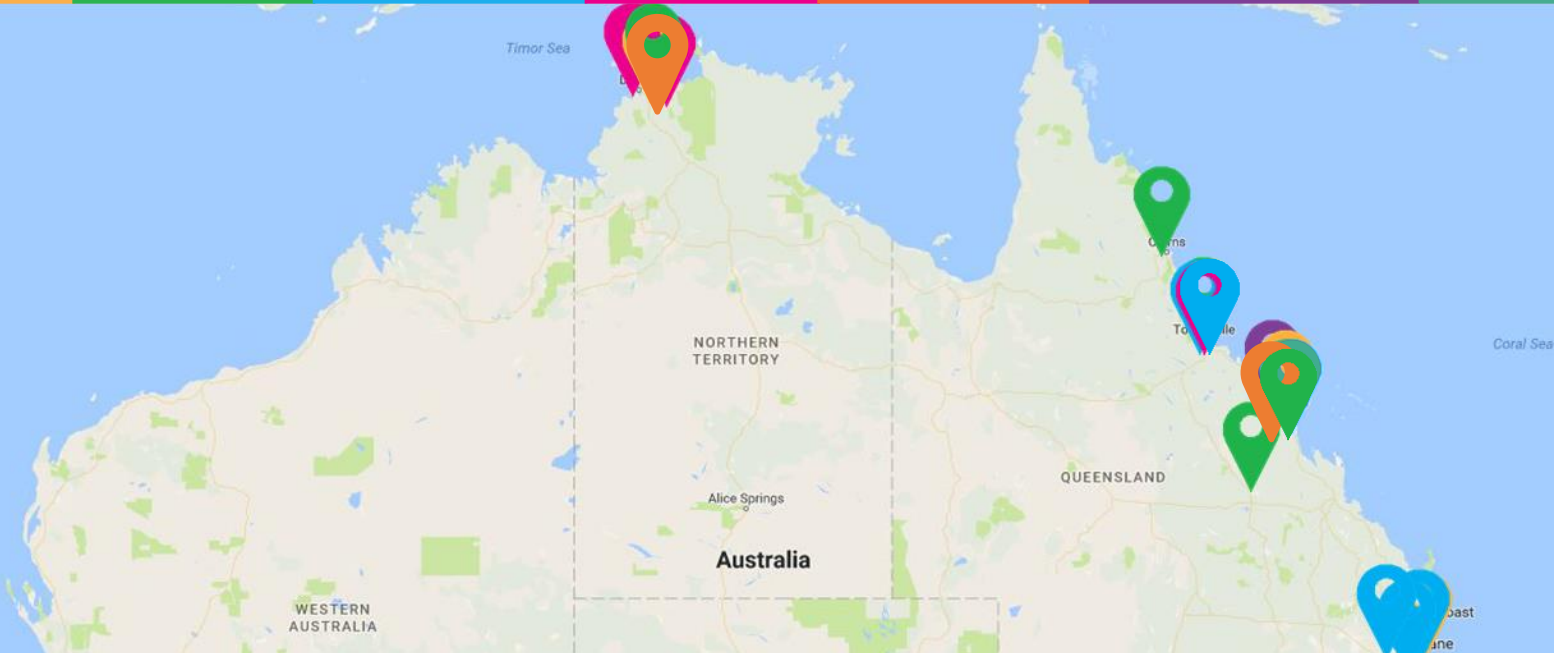 Timor Sea
NORTHERN
TERRITORY
Coral Sea
QUEENSLAND
Alice Springs
Australia
WESTERN
AUSTRALIA